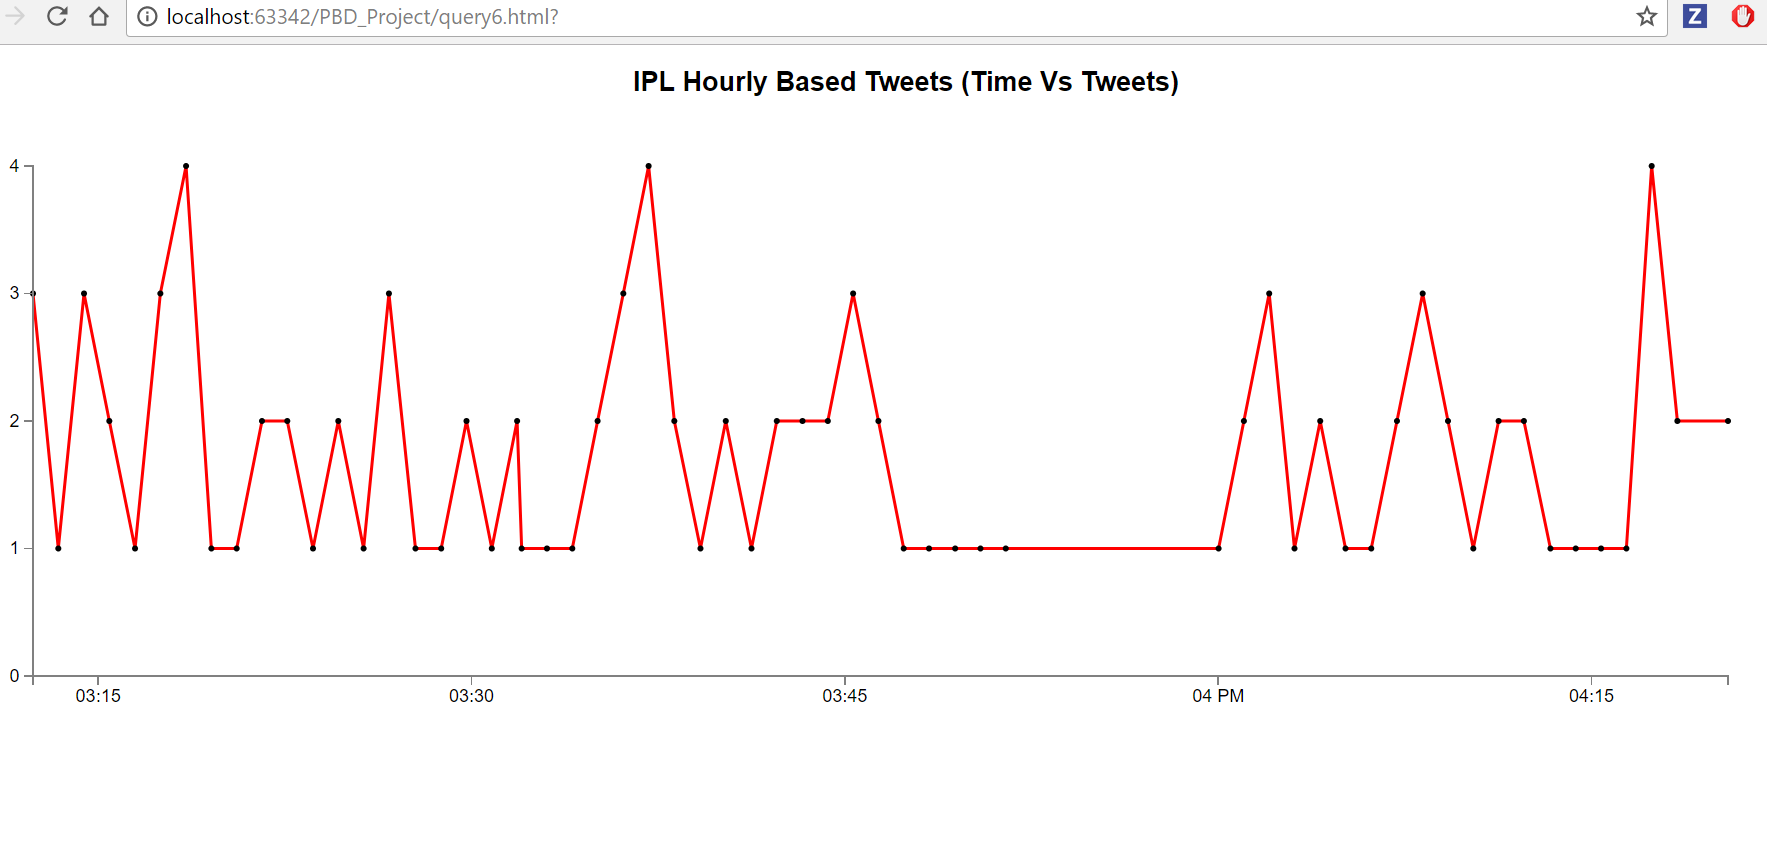 localhost:63342/PBD_Project/query6.html?
Z
IPL Hourly Based Tweets (Time Vs Tweets)
4
3
2
1
0
03:15 03:30 03:45 04 PM 04:15